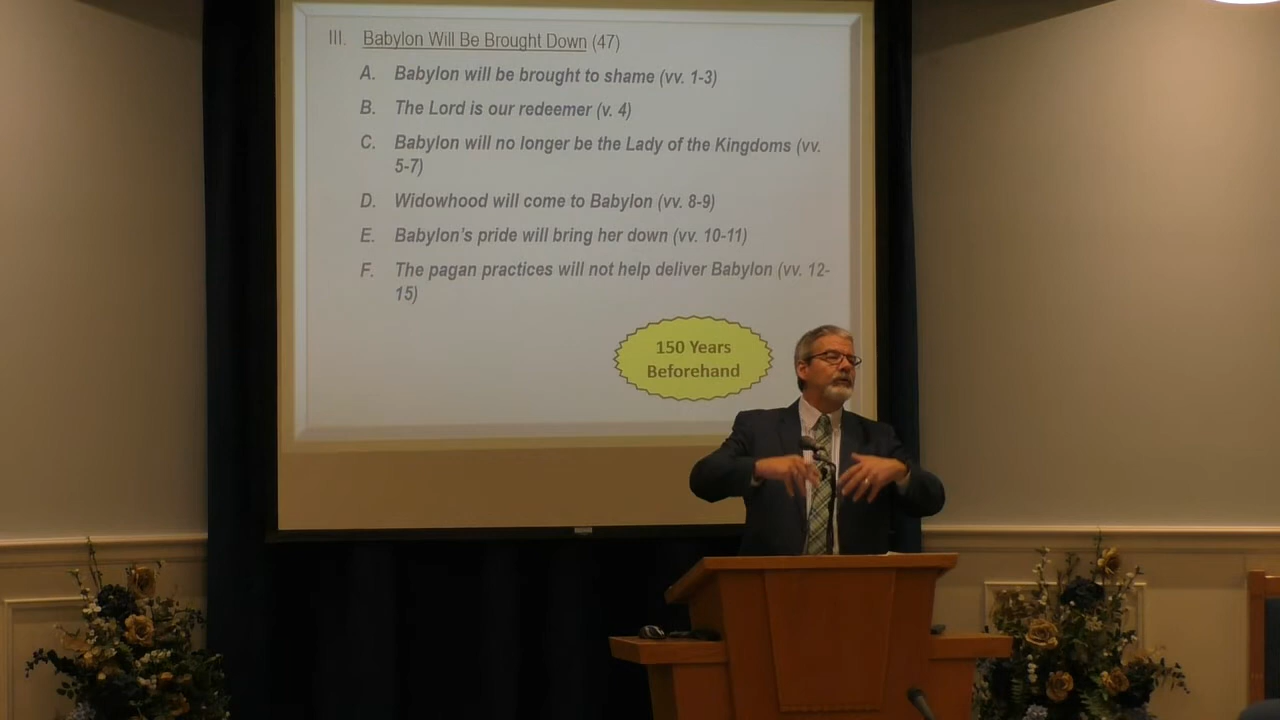 III. Babylon Will Be Brought Down (47)
A. Babylon will be brought to shame (vv. 1-3)
B. The Lord is our redeemer (v. 4)
C. Babylon will no longer be the Lady of the Kingdoms (vv.
5-7)
D. Widowhood will come to Babylon (vv. 8-9)
E. Babylon's pride will bring her down (vv. 10-11)
F. The pagan practices will not help deliver Babylon (vv. 12-
15)
150 Years
Beforehand